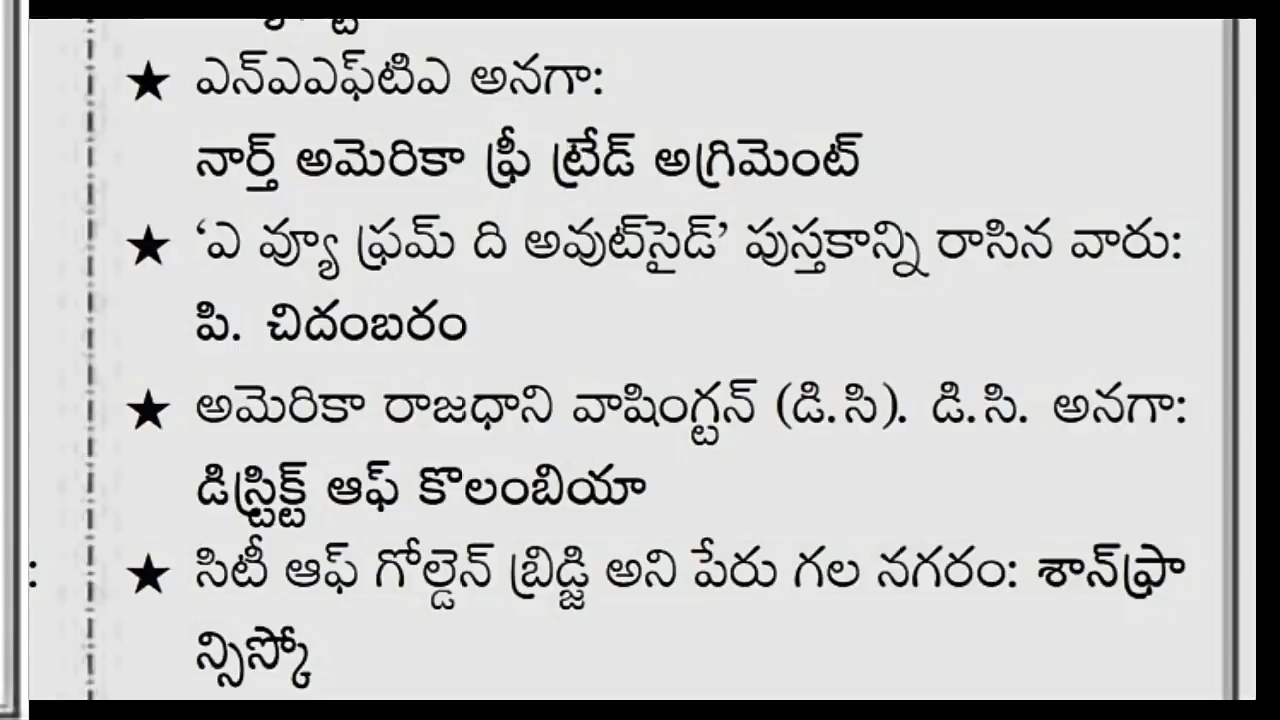 ★ ఎన్ఎఎఫ్‌టిఎ అనగా:
నార్త్ అమెరికా ఫ్రీ ట్రేడ్ అగ్రిమెంట్
★ ‘ఎ వ్యూ ఫ్రమ్ ది అవుట్‌సైడ్’ పుస్తకాన్ని రాసిన వారు:
పి. చిదంబరం
★ అమెరికా రాజధాని వాషింగ్టన్ (డి.సి). డి.సి. అనగా:
డిస్ట్రిక్ట్ ఆఫ్ కొలంబియా
★ సిటీ ఆఫ్ గోల్డెన్ బ్రిడ్జి అని పేరు గల నగరం: శాన్‌ఫ్రా
న్సిస్కో